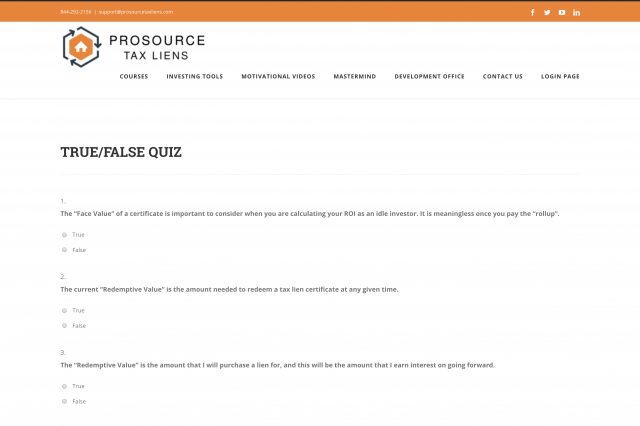 844-292-2156 | support@prosourcetaxliens.com
PROSOURCE
TAX LIENS
COURSES INVESTING TOOLS MOTIVATIONAL VIDEOS MASTERMIND DEVELOPMENT OFFICE CONTACT US LOGIN PAGE
TRUE/FALSE QUIZ
1.
The "Face Value" of a certificate is important to consider when you are calculating your ROI as an idle investor. It is meaningless once you pay the "rollup".
True
False
2.
The current "Redemptive Value" is the amount needed to redeem a tax lien certificate at any given time.
True
False
3.
The "Redemptive Value" is the amount that I will purchase a lien for, and this will be the amount that I earn interest on going forward.
True
False